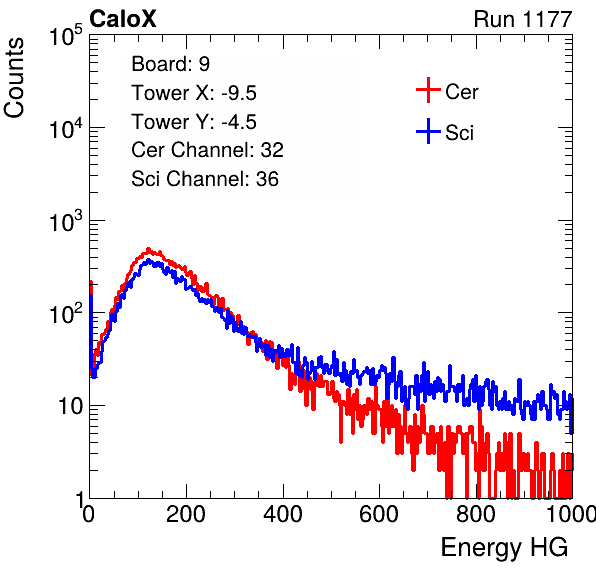 CaloX Run 1177
Counts
10^5
10^4
10^3
10^2
10
1
Board: 9
Tower X: -9.5
Tower Y: -4.5
Cer Channel: 32
Sci Channel: 36
Cer
Sci
0 200 400 600 800 1000
Energy HG